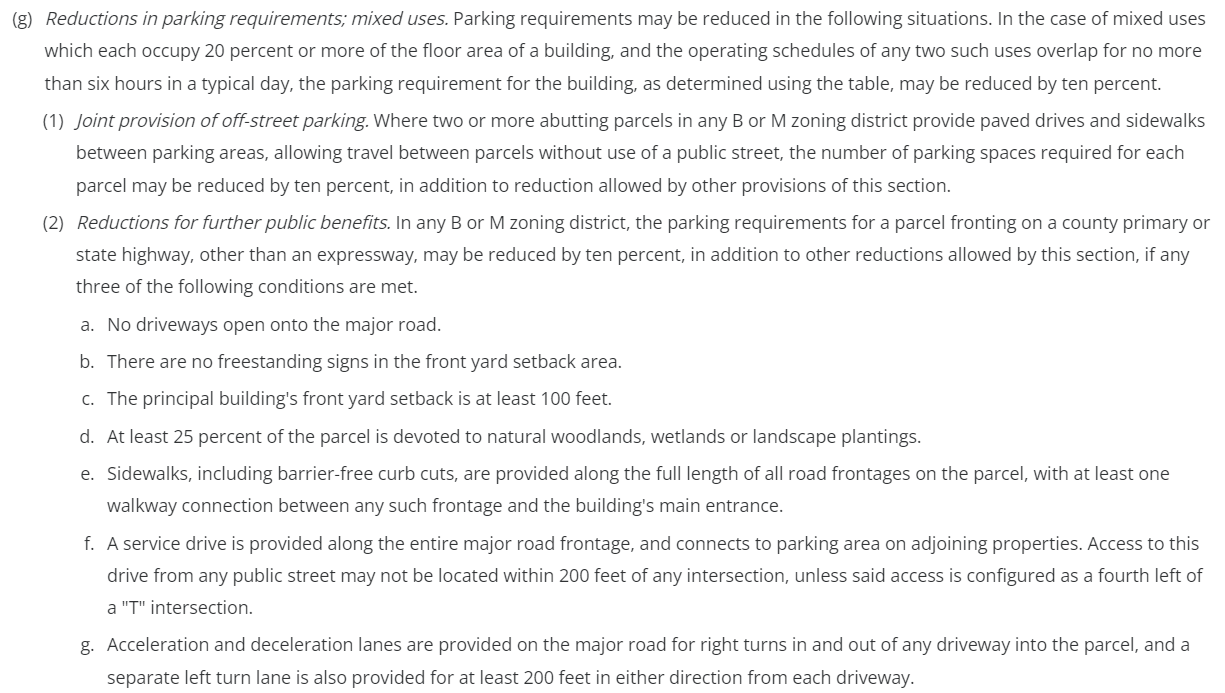 (g) Reductions in parking requirements; mixed uses. Parking requirements may be reduced in the following situations. In the case of mixed uses
which each occupy 20 percent or more of the floor area of a building, and the operating schedules of any two such uses overlap for no more
than six hours in a typical day, the parking requirement for the building, as determined using the table, may be reduced by ten percent.
(1) Joint provision of off-street parking. Where two or more abutting parcels in any B or M zoning district provide paved drives and sidewalks
between parking areas, allowing travel between parcels without use of a public street, the number of parking spaces required for each
parcel may be reduced by ten percent, in addition to reduction allowed by other provisions of this section.
(2) Reductions for further public benefits. In any B or M zoning district, the parking requirements for a parcel fronting on a county primary or
state highway, other than an expressway, may be reduced by ten percent, in addition to other reductions allowed by this section, if any
three of the following conditions are met.
a. No driveways open onto the major road.
b. There are no freestanding signs in the front yard setback area.
c. The principal building's front yard setback is at least 100 feet.
d. At least 25 percent of the parcel is devoted to natural woodlands, wetlands or landscape plantings.
e. Sidewalks, including barrier-free curb cuts, are provided along the full length of all road frontages on the parcel, with at least one
walkway connection between any such frontage and the building's main entrance.
f. A service drive is provided along the entire major road frontage, and connects to parking area on adjoining properties. Access to this
drive from any public street may not be located within 200 feet of any intersection, unless said access is configured as a fourth left of
a "T" intersection.
g. Acceleration and deceleration lanes are provided on the major road for right turns in and out of any driveway into the parcel, and a
separate left turn lane is also provided for at least 200 feet in either direction from each driveway.